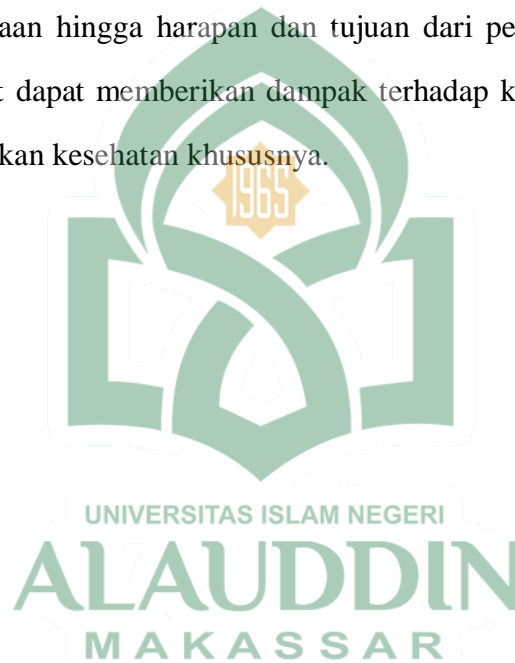 aan hingga harapan dan tujuan dari pe
t dapat memberikan dampak terhadap k
kan kesehatan khususnya.
1965
UNIVERSITAS ISLAM NEGERI
ALAUDDIN
MAKASSAR